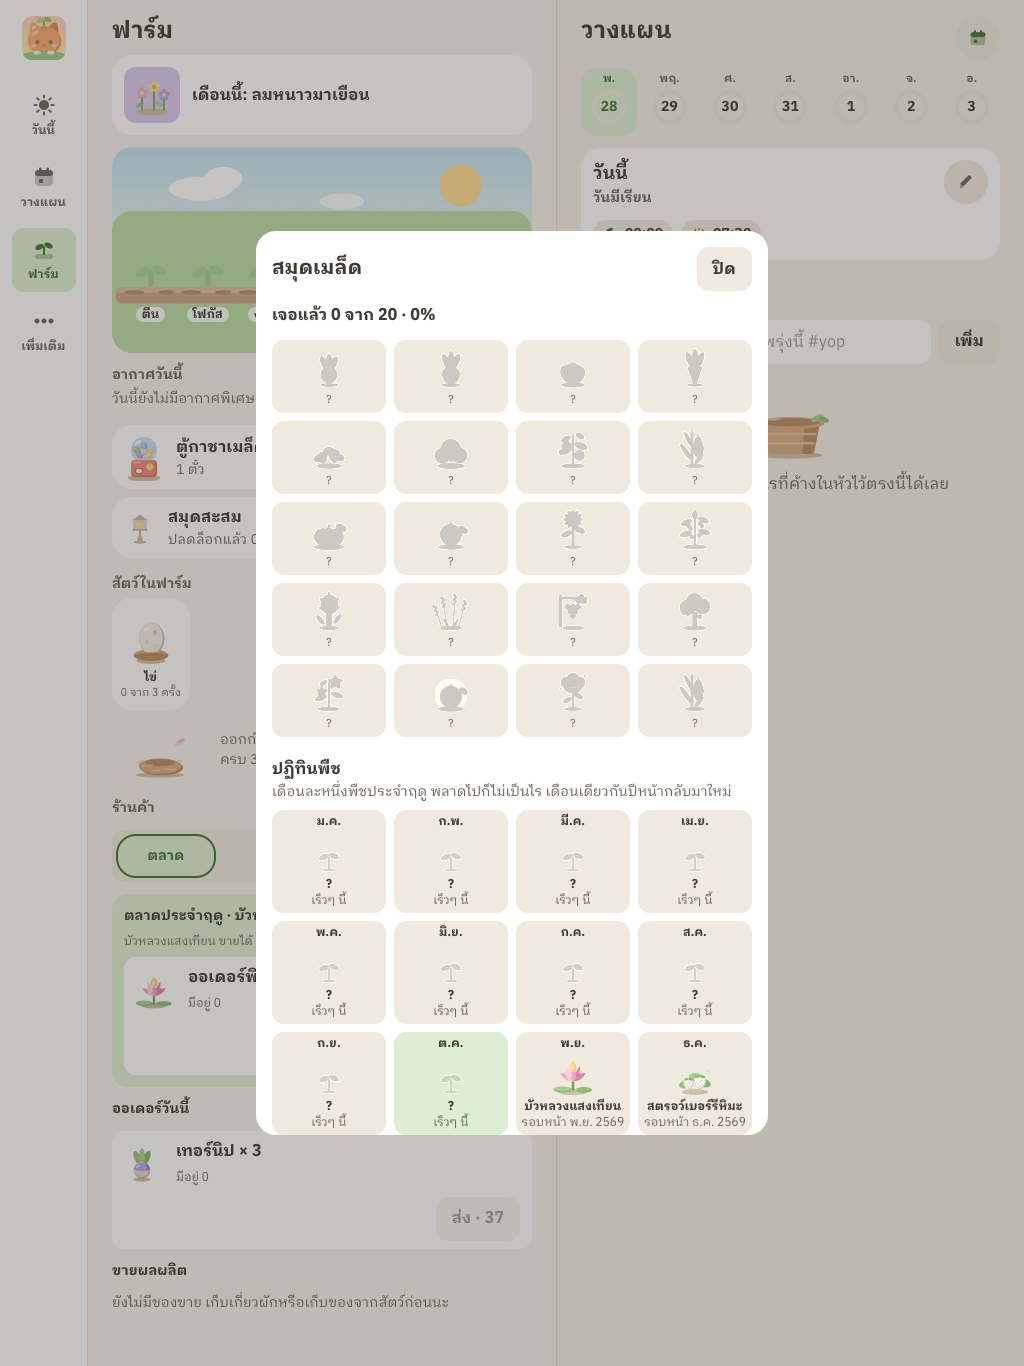 วันนี้
วางแผน
ฟาร์ม
เพิ่มเติม
ฟาร์ม
เดือนนี้: ลมหนาวมาเยือน
ตีน
โฟกัส
อากาศวันนี้
วันนี้ยังไม่มีอากาศพิเศษ
ตู้กาชาเมล็ด
1 ตั๋ว
สมุดสะสม
ปลดล็อกแล้ว 0
สัตว์ในฟาร์ม
ไข่
0 จาก 3 ครั้ง
ครบ 3
ร้านค้า
ตลาด
ตลาดประจำฤดู · บัวห
บัวหลวงแสงเทียน ขายได้
ออเดอร์พิ
มีอยู่ 0
ออเดอร์วันนี้
เทอร์นิป × 3
มีอยู่ 0
ส่ง · 37
ขายผลผลิต
ยังไม่มีของขาย เก็บเกี่ยวผักหรือเก็บของจากสัตว์ก่อนนะ
วางแผน
พ. พฤ. ศ. ส. อา. จ. อ.
28 29 30 31 1 2 3
วันนี้
วันมีเรียน
พรุ่งนี้ #yop
เพิ่ม
รที่ค้างในหัวไว้ตรงนี้ได้เลย
สมุดเมล็ด
ปิด
เจอแล้ว 0 จาก 20 · 0%
? ? ? ?
? ? ? ?
? ? ? ?
? ? ? ?
? ? ? ?
ปฏิทินพืช
เดือนละหนึ่งพืชประจำฤดู พลาดไปก็ไม่เป็นไร เดือนเดียวกันปีหน้ากลับมาใหม่
ม.ค. ก.พ. มี.ค. เม.ย.
? ? ? ?
เร็วๆ นี้ เร็วๆ นี้ เร็วๆ นี้ เร็วๆ นี้
พ.ค. มิ.ย. ก.ค. ส.ค.
? ? ? ?
เร็วๆ นี้ เร็วๆ นี้ เร็วๆ นี้ เร็วๆ นี้
ก.ย. ต.ค. พ.ย. ธ.ค.
? ? บัวหลวงแสงเทียน สตรอว์เบอร์รีหิมะ
เร็วๆ นี้ เร็วๆ นี้ รอบหน้า พ.ย. 2569 รอบหน้า ธ.ค. 2569